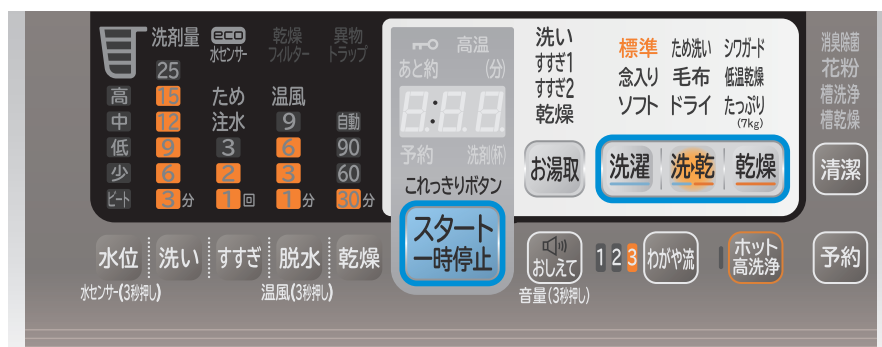 洗剤量 eco 水センサー 乾燥フィルター 異物トラップ
25
高 15 ため 温風
中 12 注水 9 自動
低 9 3 6 90
少 6 2 3 60
ビート 3分 1回 1分 30分
高温
あと約 (分)
8:8.8.
予約 洗剤(杯)
これっきりボタン
スタート
一時停止
洗い
すすぎ1
すすぎ2
乾燥
標準 ため洗い シワガード
念入り 毛布 低温乾燥
ソフト ドライ たっぷり
(7kg)
お湯取 洗濯 洗・乾 乾燥
消臭除菌
花粉
槽洗浄
槽乾燥
清潔
水位 洗い すすぎ 脱水 乾燥
水センサー(3秒押し) 温風(3秒押し)
おしえて
音量(3秒押し)
1 2 3 わがや流
ホット
高洗浄
予約